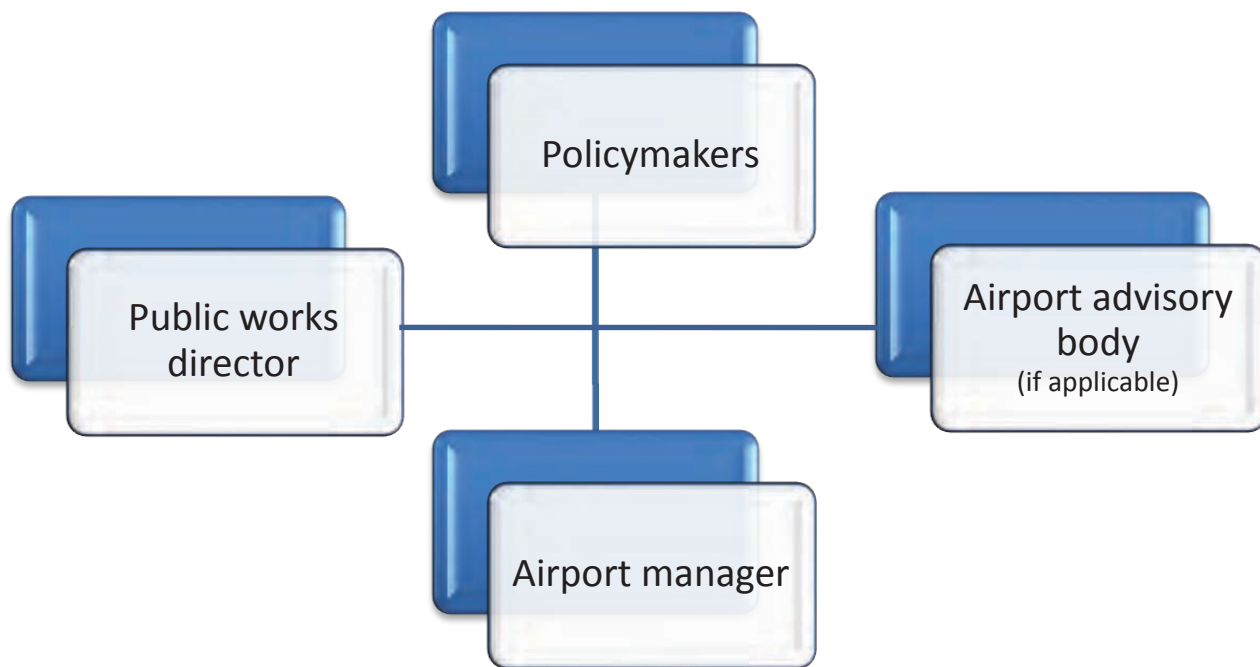 Policymakers
Public works
director
Airport advisory
body
(if applicable)
Airport manager